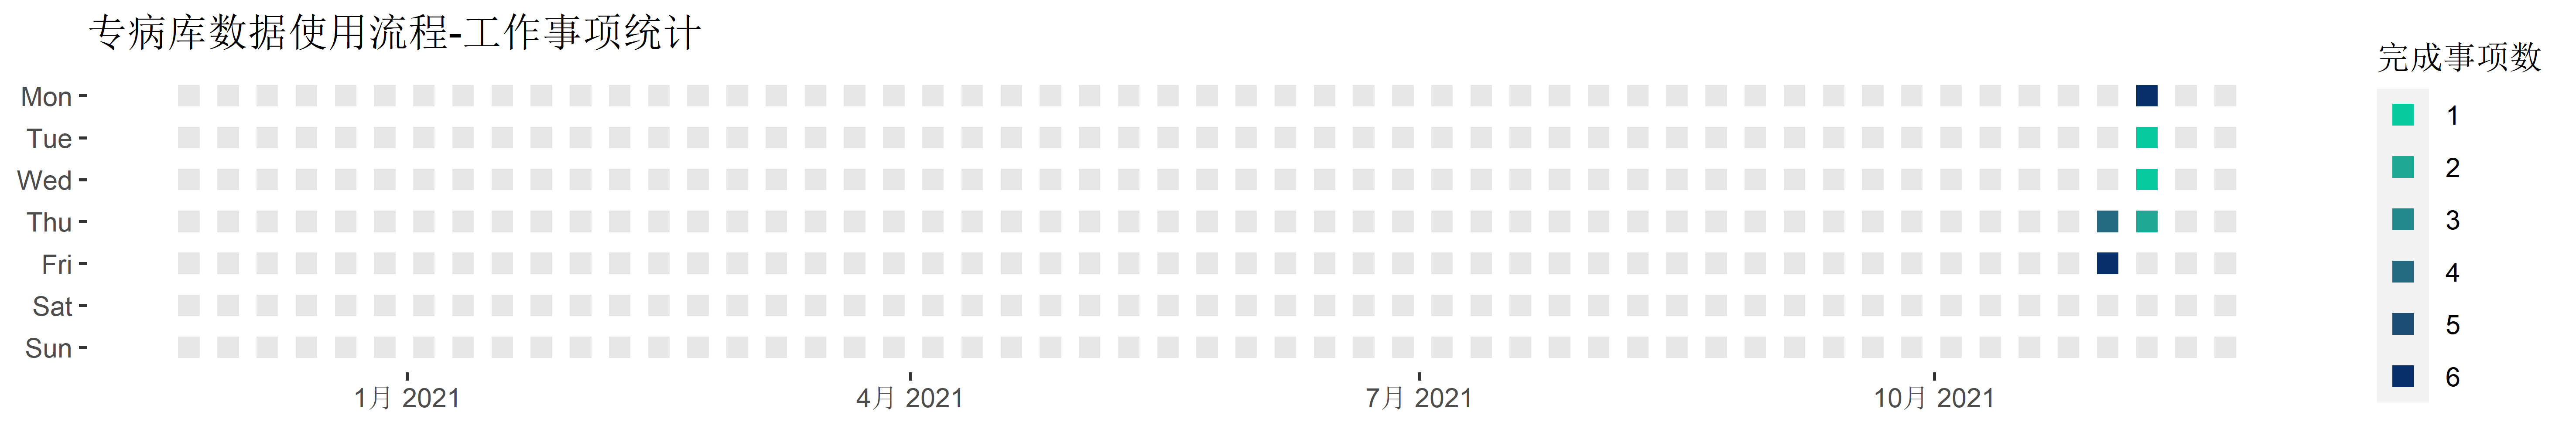 专病库数据使用流程-工作事项统计
Mon
Tue
Wed
Thu
Fri
Sat
Sun
1月 2021
4月 2021
7月 2021
10月 2021
完成事项数
1
2
3
4
5
6